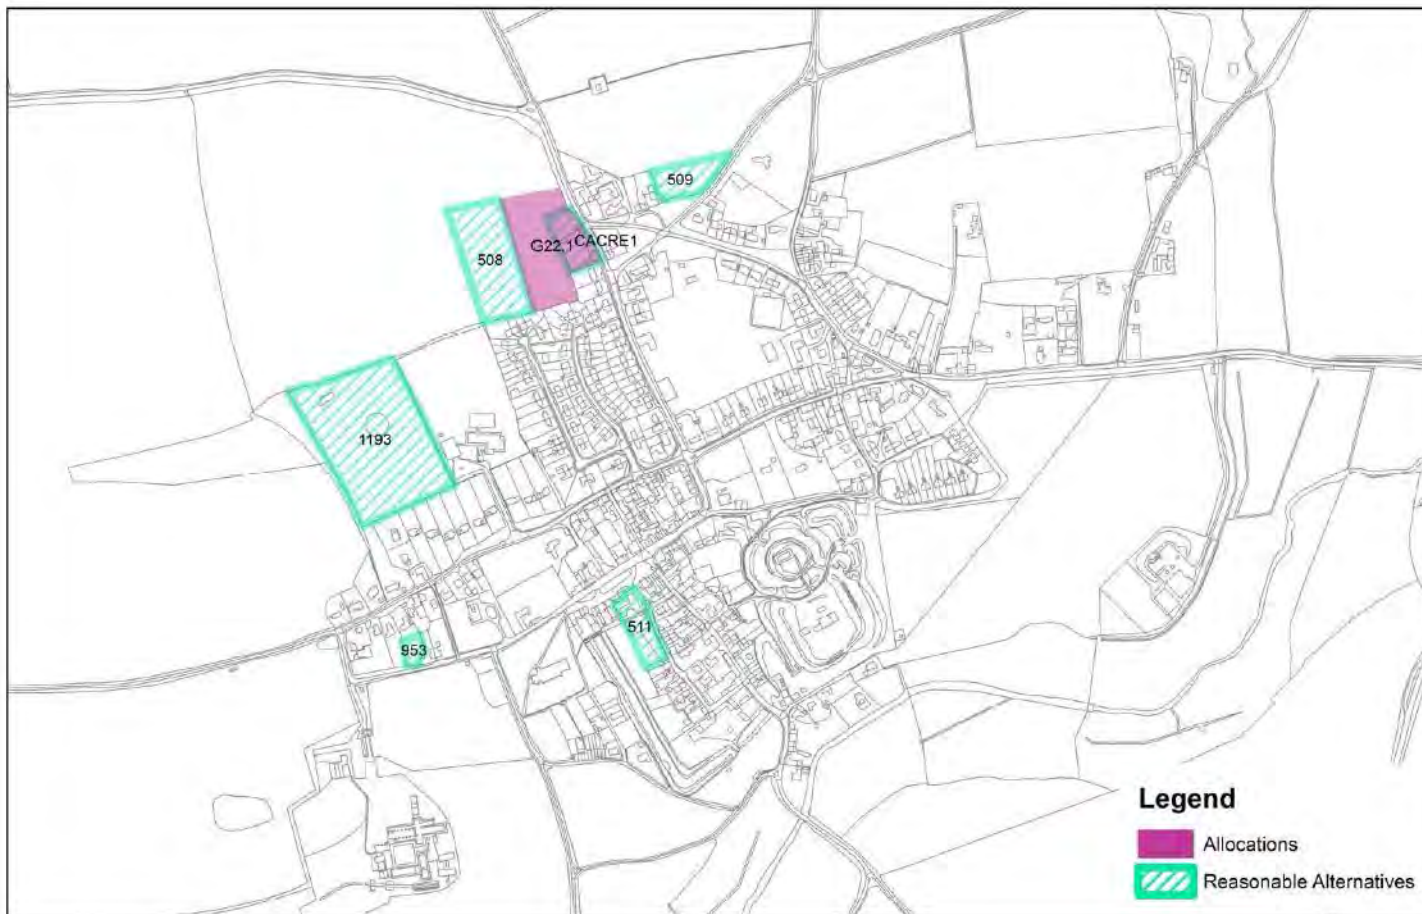 509
G22,1 CACRE1
508
1193
511
953
Legend
Allocations
Reasonable Alternatives